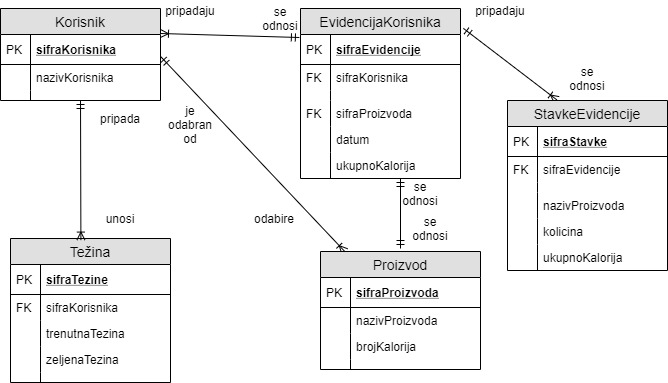 Korisnik
PK sifraKorisnika
nazivKorisnika
pripadaju
se
odnosi
EvidencijaKorisnika
PK sifraEvidencije
FK sifraKorisnika
FK sifraProizvoda
datum
ukupnoKalorija
pripadaju
se
odnosi
StavkeEvidencije
PK sifraStavke
FK sifraEvidencije
nazivProizvoda
kolicina
ukupnoKalorija
pripada
unosi
je
odabran
od
odabire
se
odnosi
se
odnosi
Težina
PK sifraTezine
FK sifraKorisnika
trenutnaTezina
zeljenaTezina
Proizvod
PK sifraProizvoda
nazivProizvoda
brojKalorija